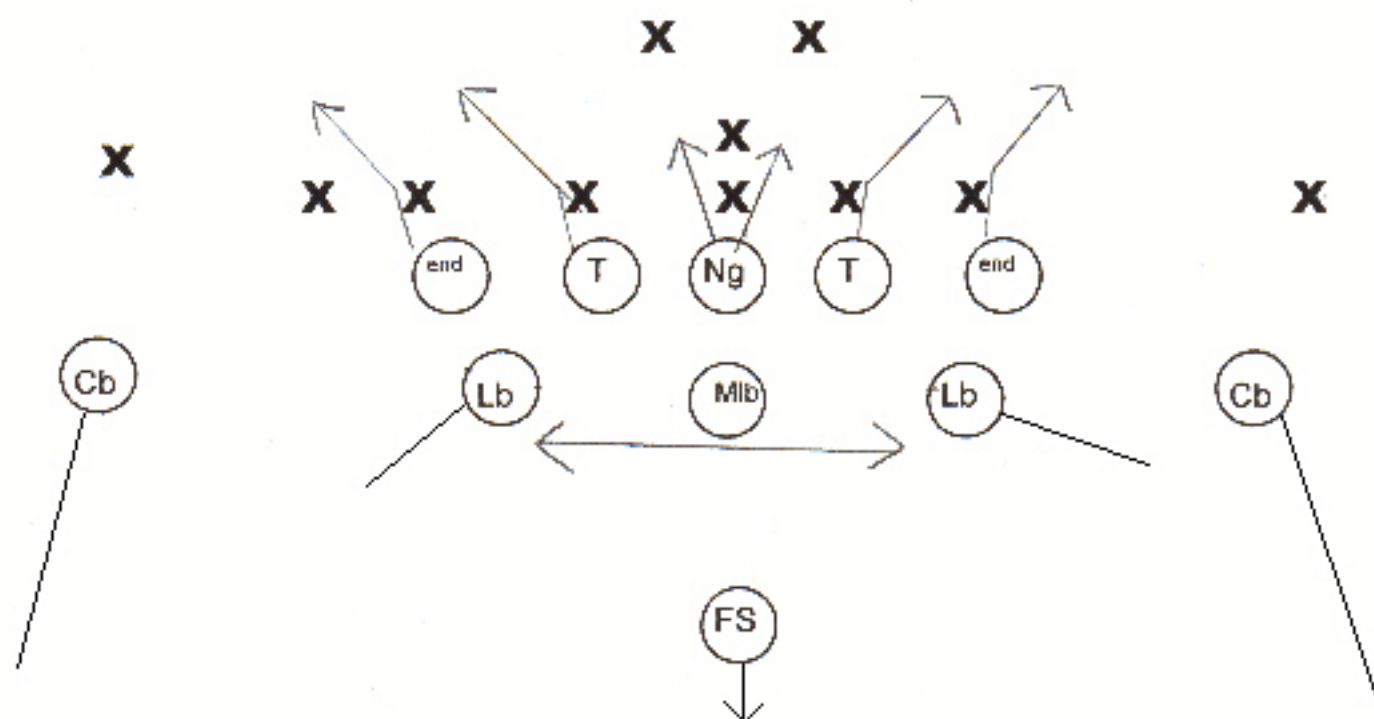 X X
X
X
X X X X X X
X
end T Ng T end
Cb Lb Mlb Lb Cb
FS